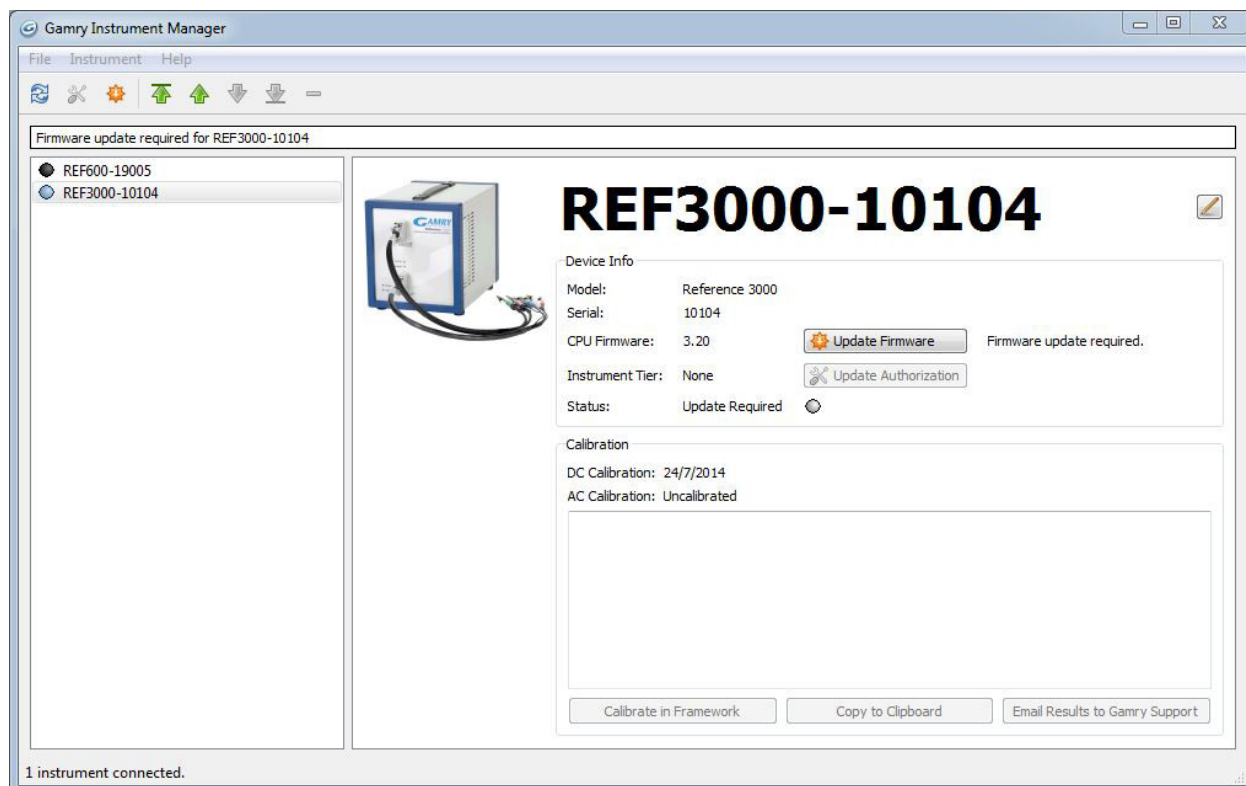 Gamry Instrument Manager
File Instrument Help
Firmware update required for REF3000-10104
REF600-19005
REF3000-10104
GAMRY
REF3000-10104
Device Info
Model: Reference 3000
Serial: 10104
CPU Firmware: 3.20 Update Firmware Firmware update required.
Instrument Tier: None Update Authorization
Status: Update Required
Calibration
DC Calibration: 24/7/2014
AC Calibration: Uncalibrated
Calibrate in Framework Copy to Clipboard Email Results to Gamry Support
1 instrument connected.